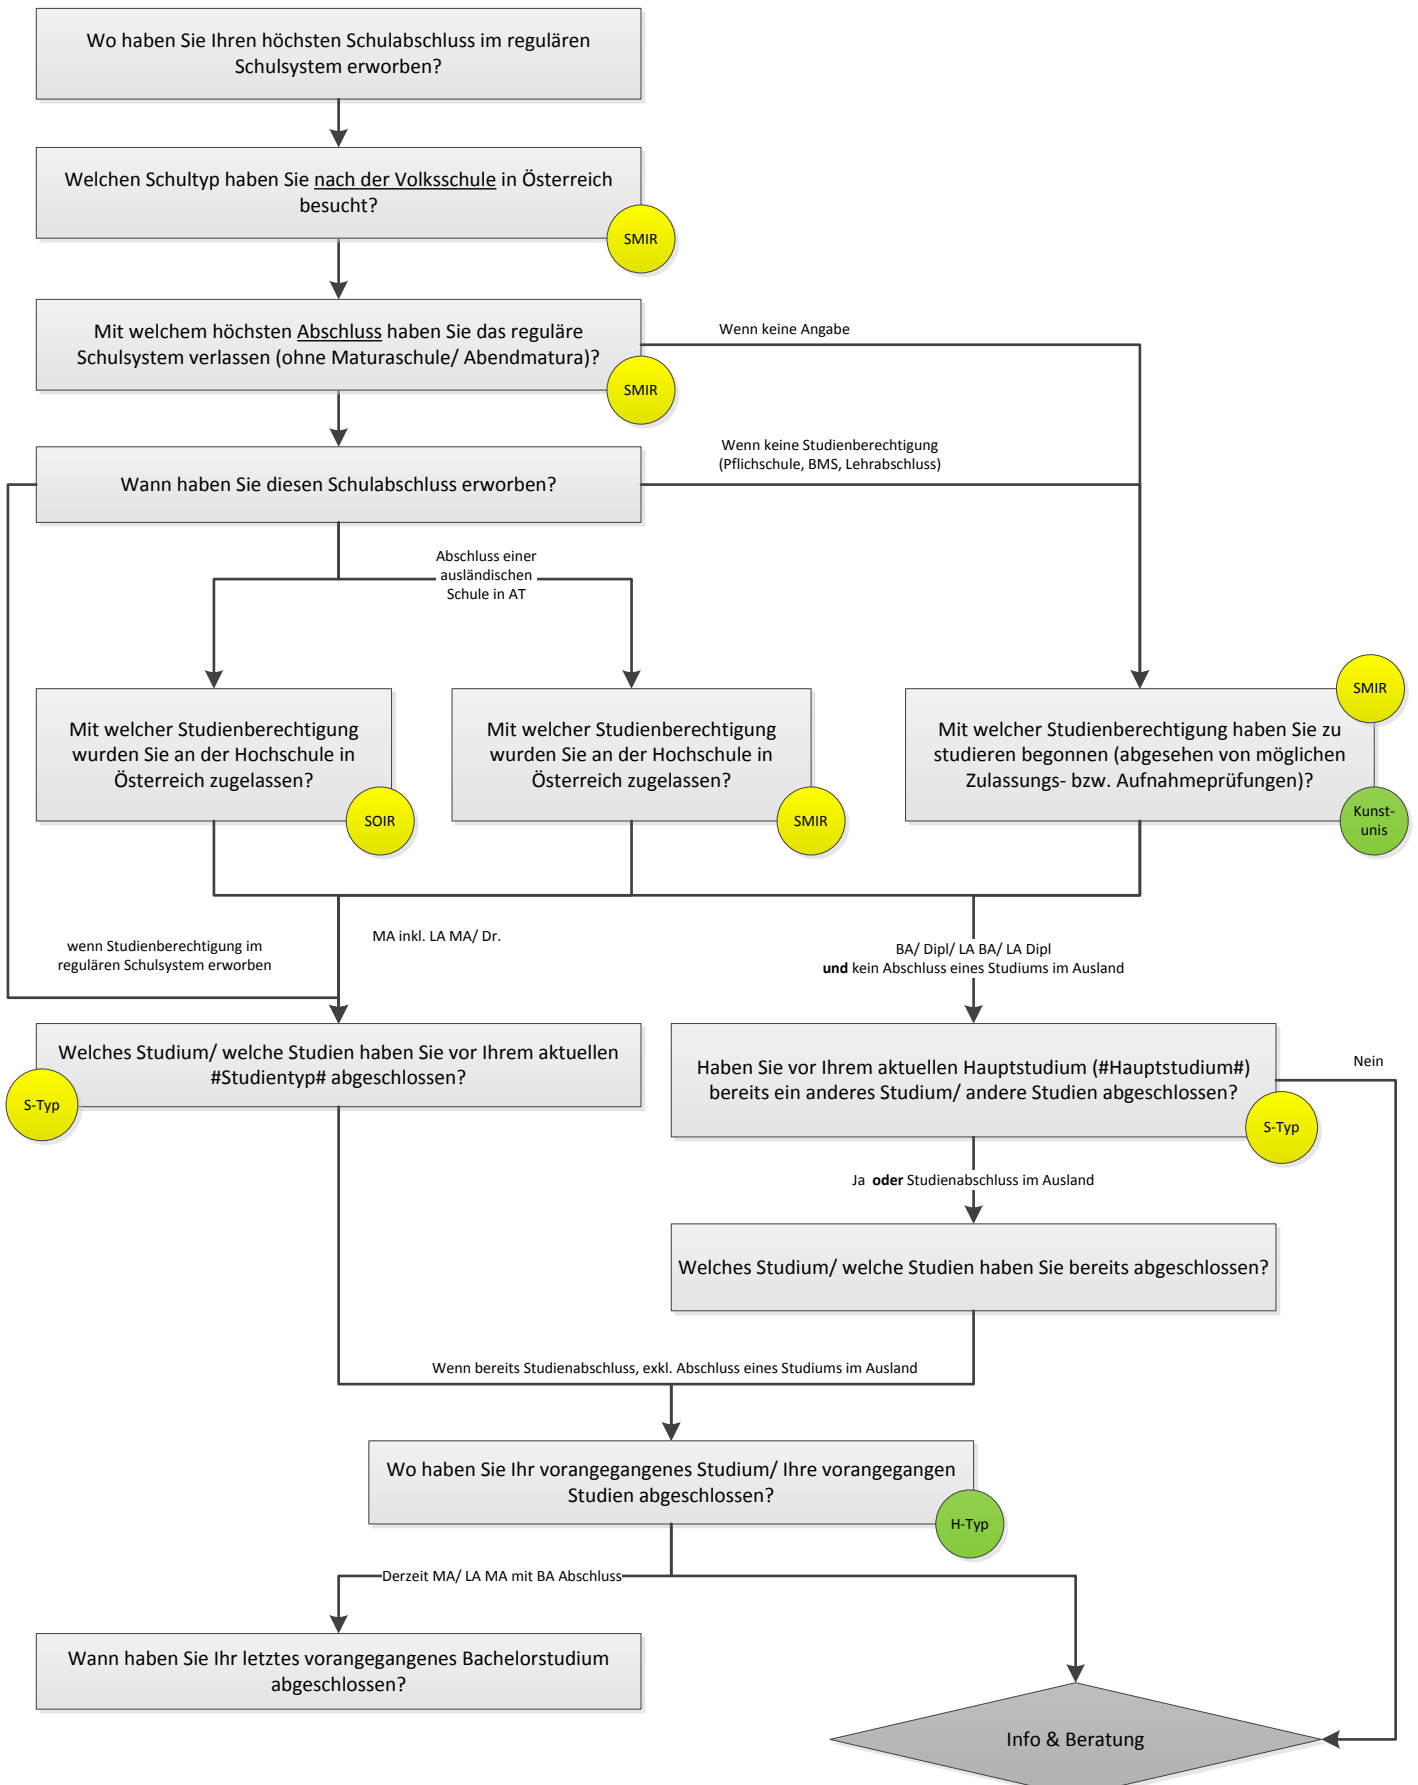 Wo haben Sie Ihren höchsten Schulabschluss im regulären
Schulsystem erworben?
Welchen Schultyp haben Sie nach der Volksschule in Österreich
besucht?
SMIR
Mit welchem höchsten Abschluss haben Sie das reguläre
Schulsystem verlassen (ohne Maturaschule/ Abendmatura)?
SMIR
Wenn keine Angabe
Wann haben Sie diesen Schulabschluss erworben?
Wenn keine Studienberechtigung
(Pflichschule, BMS, Lehrabschluss)
Abschluss einer
ausländischen
Schule in AT
Mit welcher Studienberechtigung
wurden Sie an der Hochschule in
Österreich zugelassen?
SOIR
Mit welcher Studienberechtigung
wurden Sie an der Hochschule in
Österreich zugelassen?
SMIR
SMIR
Mit welcher Studienberechtigung haben Sie zu
studieren begonnen (abgesehen von möglichen
Zulassungs- bzw. Aufnahmeprüfungen)?
Kunst-
unis
wenn Studienberechtigung im
regulären Schulsystem erworben
MA inkl. LA MA/ Dr.
BA/ Dipl/ LA BA/ LA Dipl
und kein Abschluss eines Studiums im Ausland
Welches Studium/ welche Studien haben Sie vor Ihrem aktuellen
#Studientyp# abgeschlossen?
S-Typ
Haben Sie vor Ihrem aktuellen Hauptstudium (#Hauptstudium#)
bereits ein anderes Studium/ andere Studien abgeschlossen?
S-Typ
Nein
Ja oder Studienabschluss im Ausland
Welches Studium/ welche Studien haben Sie bereits abgeschlossen?
Wenn bereits Studienabschluss, exkl. Abschluss eines Studiums im Ausland
Wo haben Sie Ihr vorangegangenes Studium/ Ihre vorangegangen
Studien abgeschlossen?
H-Typ
Derzeit MA/ LA MA mit BA Abschluss
Wann haben Sie Ihr letztes vorangegangenes Bachelorstudium
abgeschlossen?
Info & Beratung